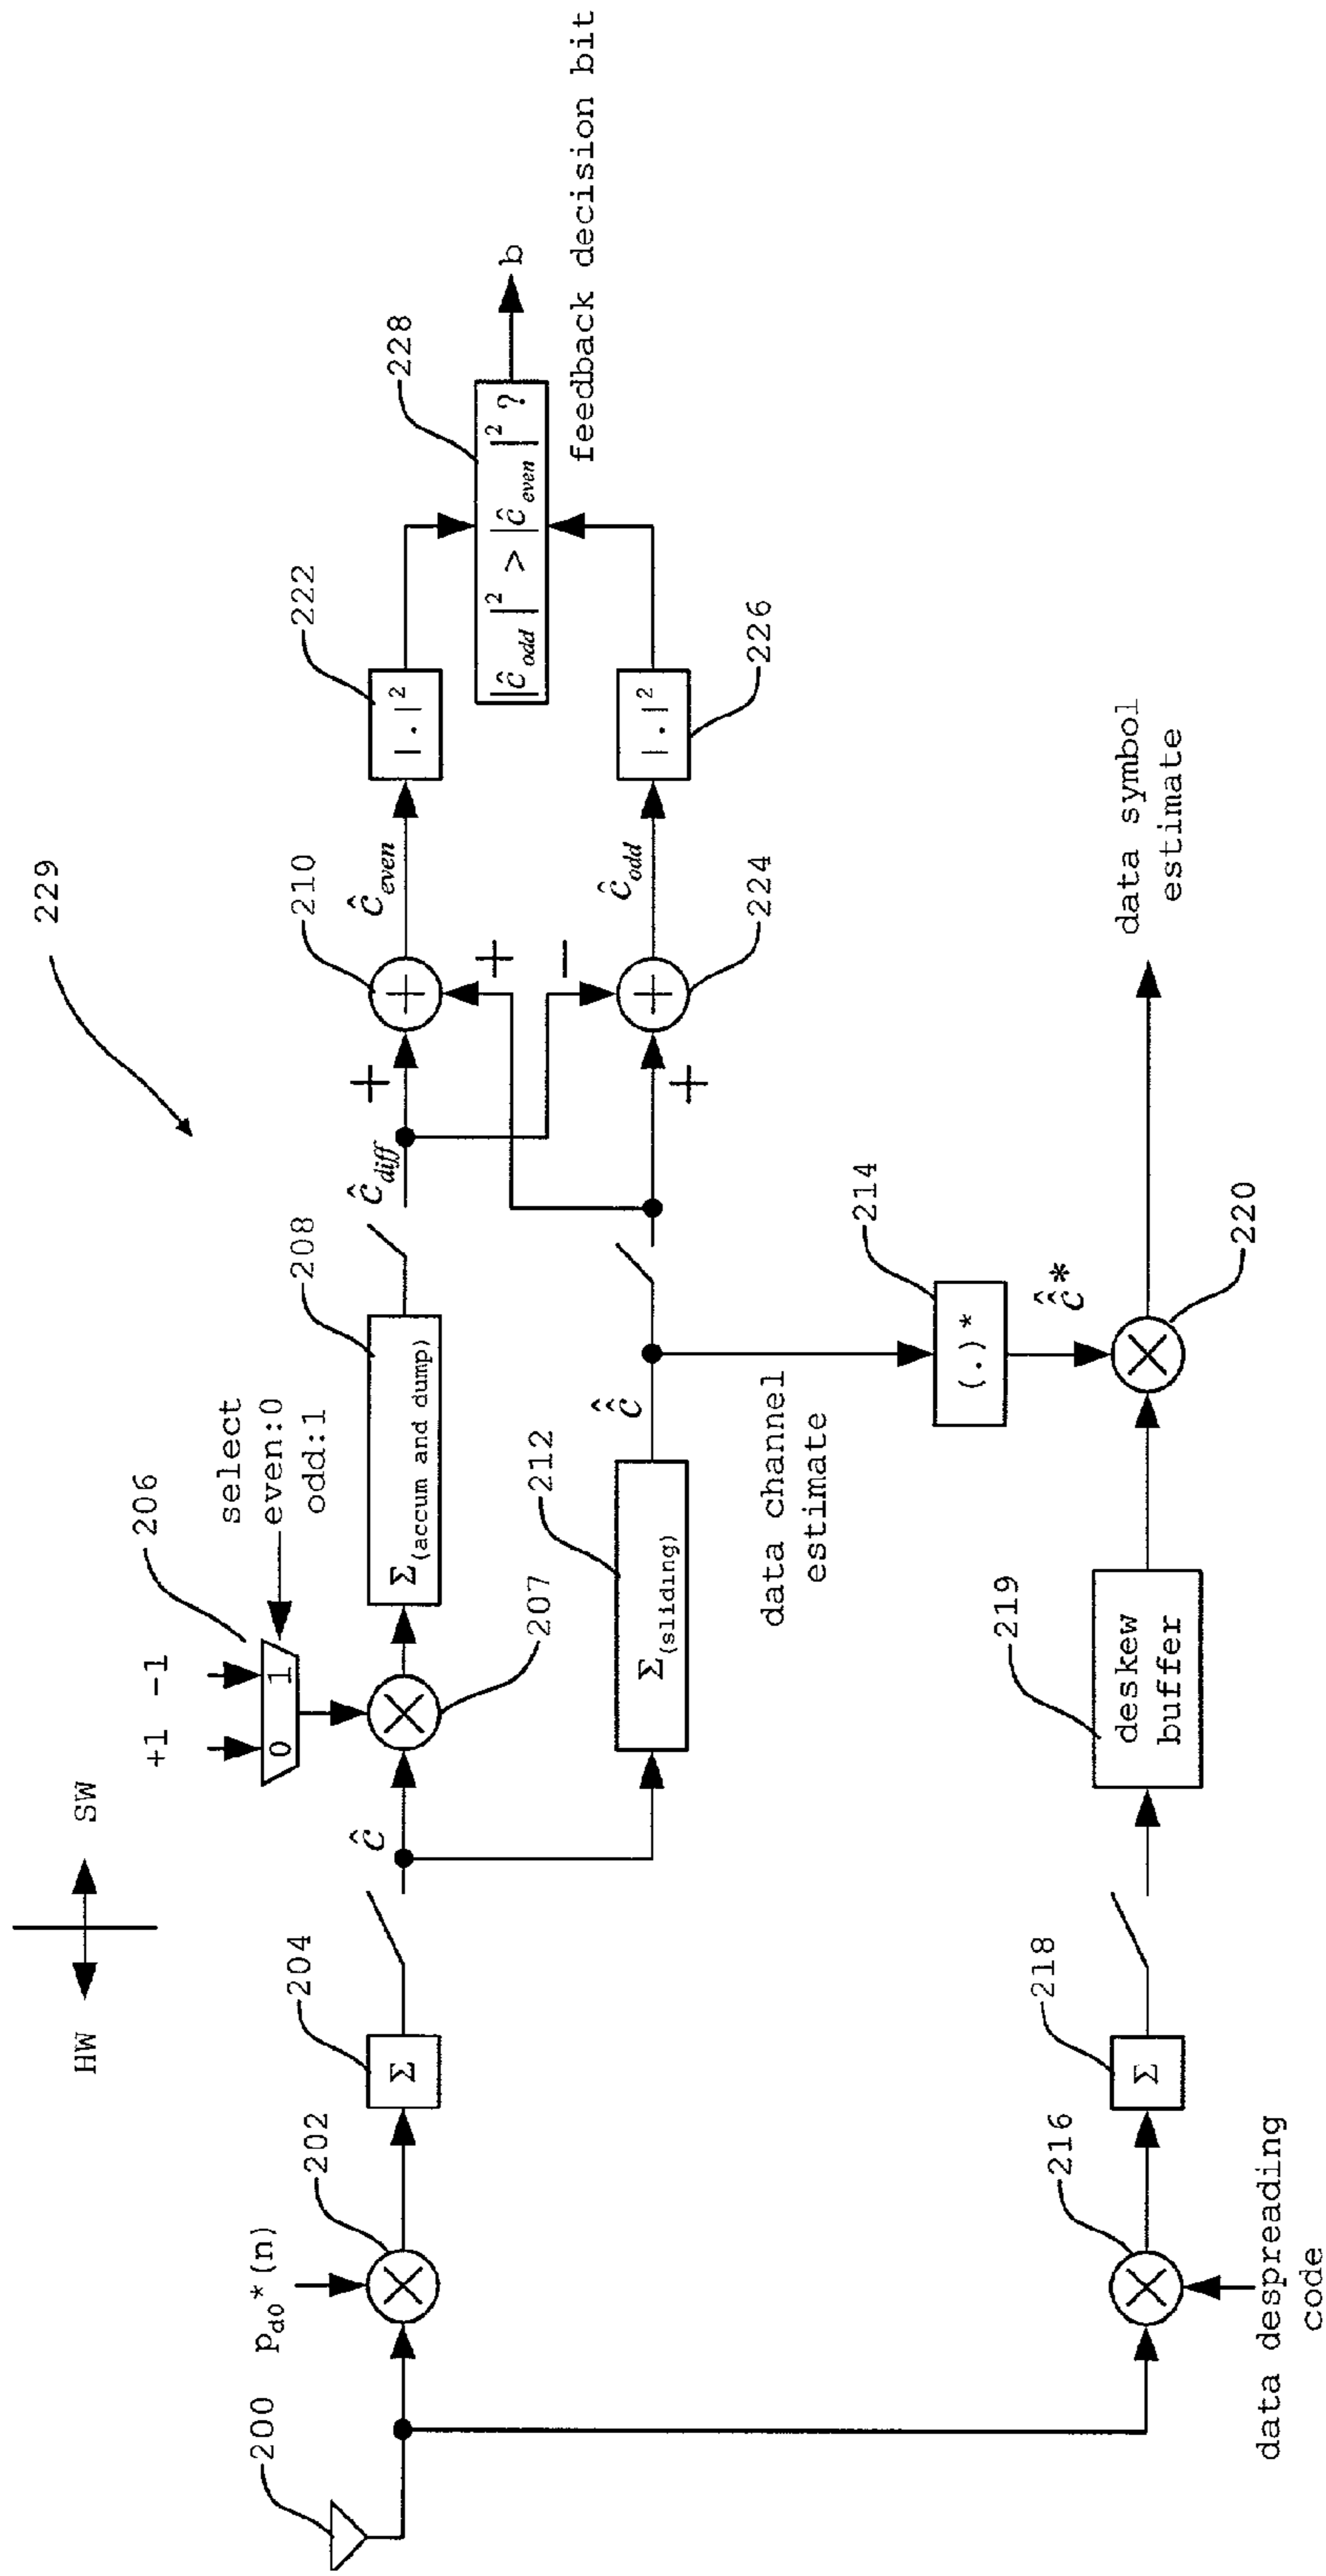 229
HW SW
+1 -1
206
select
even:0
odd:1
0 1
200
p_d0*(n)
202
204
Σ
ĉ
207
208
Σ(accum and dump)
ĉ_diff
+
+
210
ĉ_even
222
|.|²
212
Σ(sliding)
ĉ̂
data channel
estimate
-
+
224
ĉ_odd
226
|.|²
228
|ĉ_odd|² > |ĉ_even|² ?
b
feedback decision bit
214
(.)*
ĉ̂*
220
data despreading
code
216
218
Σ
219
deskew
buffer
data symbol
estimate